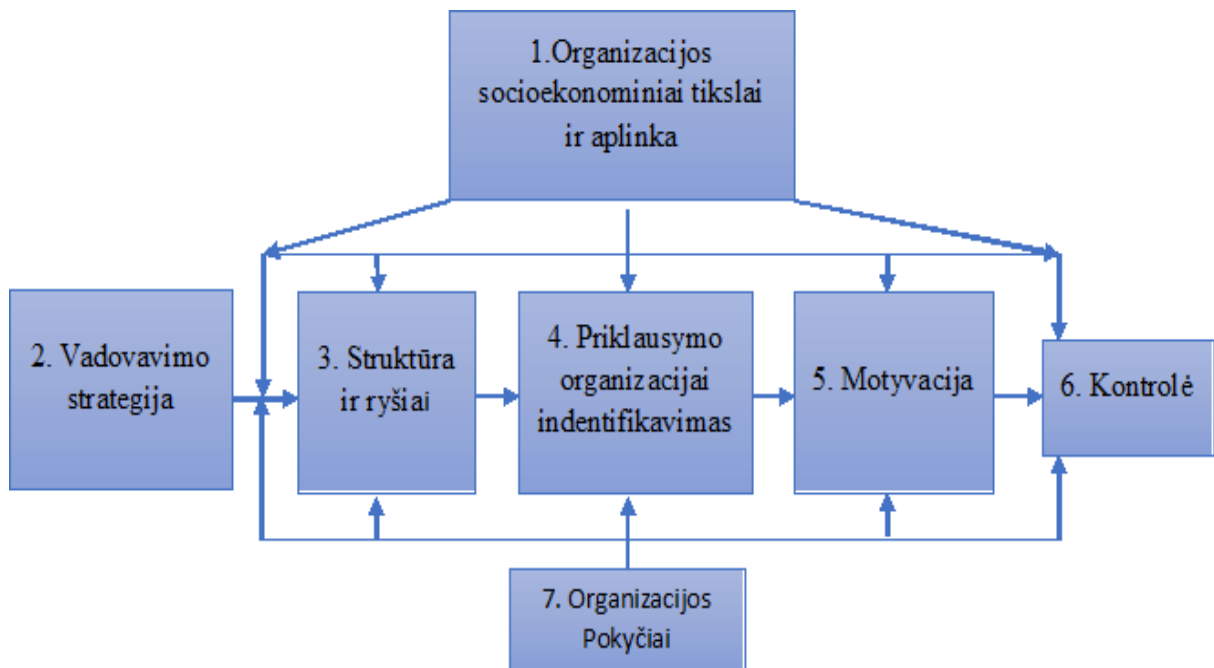 1.Organizacijos
socioekonominiai tikslai
ir aplinka
2. Vadovavimo
strategija
3. Struktūra
ir ryšiai
4. Priklausymo
organizacijai
indentifikavimas
5. Motyvacija
6. Kontrolė
7. Organizacijos
Pokyčiai